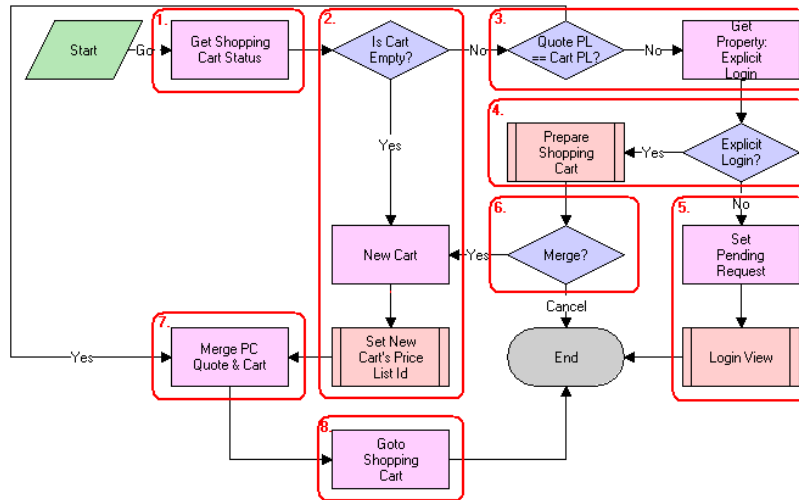 1.
2.
3.
Start
Go
Get Shopping
Cart Status
Is Cart
Empty?
No
Quote PL
== Cart PL?
No
Get
Property:
Explicit
Login
4.
Prepare
Shopping
Cart
Yes
Explicit
Login?
Yes
No
6.
5.
New Cart
Yes
Merge?
Set
Pending
Request
Cancel
7.
Yes
Merge PC
Quote & Cart
Set New
Cart's Price
List Id
End
Login View
8.
Goto
Shopping
Cart